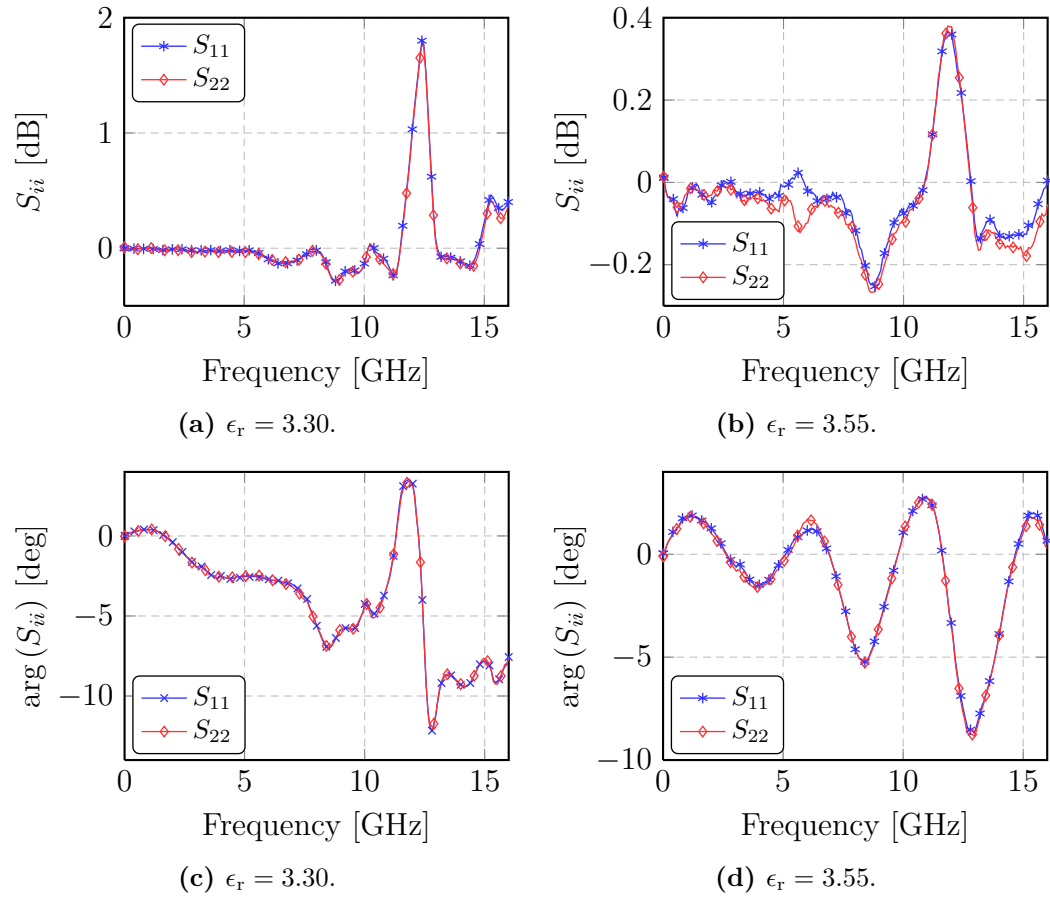 2
1
0
S_ii [dB]
S_11
S_22
0 5 10 15
Frequency [GHz]
(a) ϵ_r = 3.30.
0.4
0.2
0
−0.2
S_ii [dB]
S_11
S_22
0 5 10 15
Frequency [GHz]
(b) ϵ_r = 3.55.
0
−5
−10
arg (S_ii) [deg]
S_11
S_22
0 5 10 15
Frequency [GHz]
(c) ϵ_r = 3.30.
0
−5
−10
arg (S_ii) [deg]
S_11
S_22
0 5 10 15
Frequency [GHz]
(d) ϵ_r = 3.55.